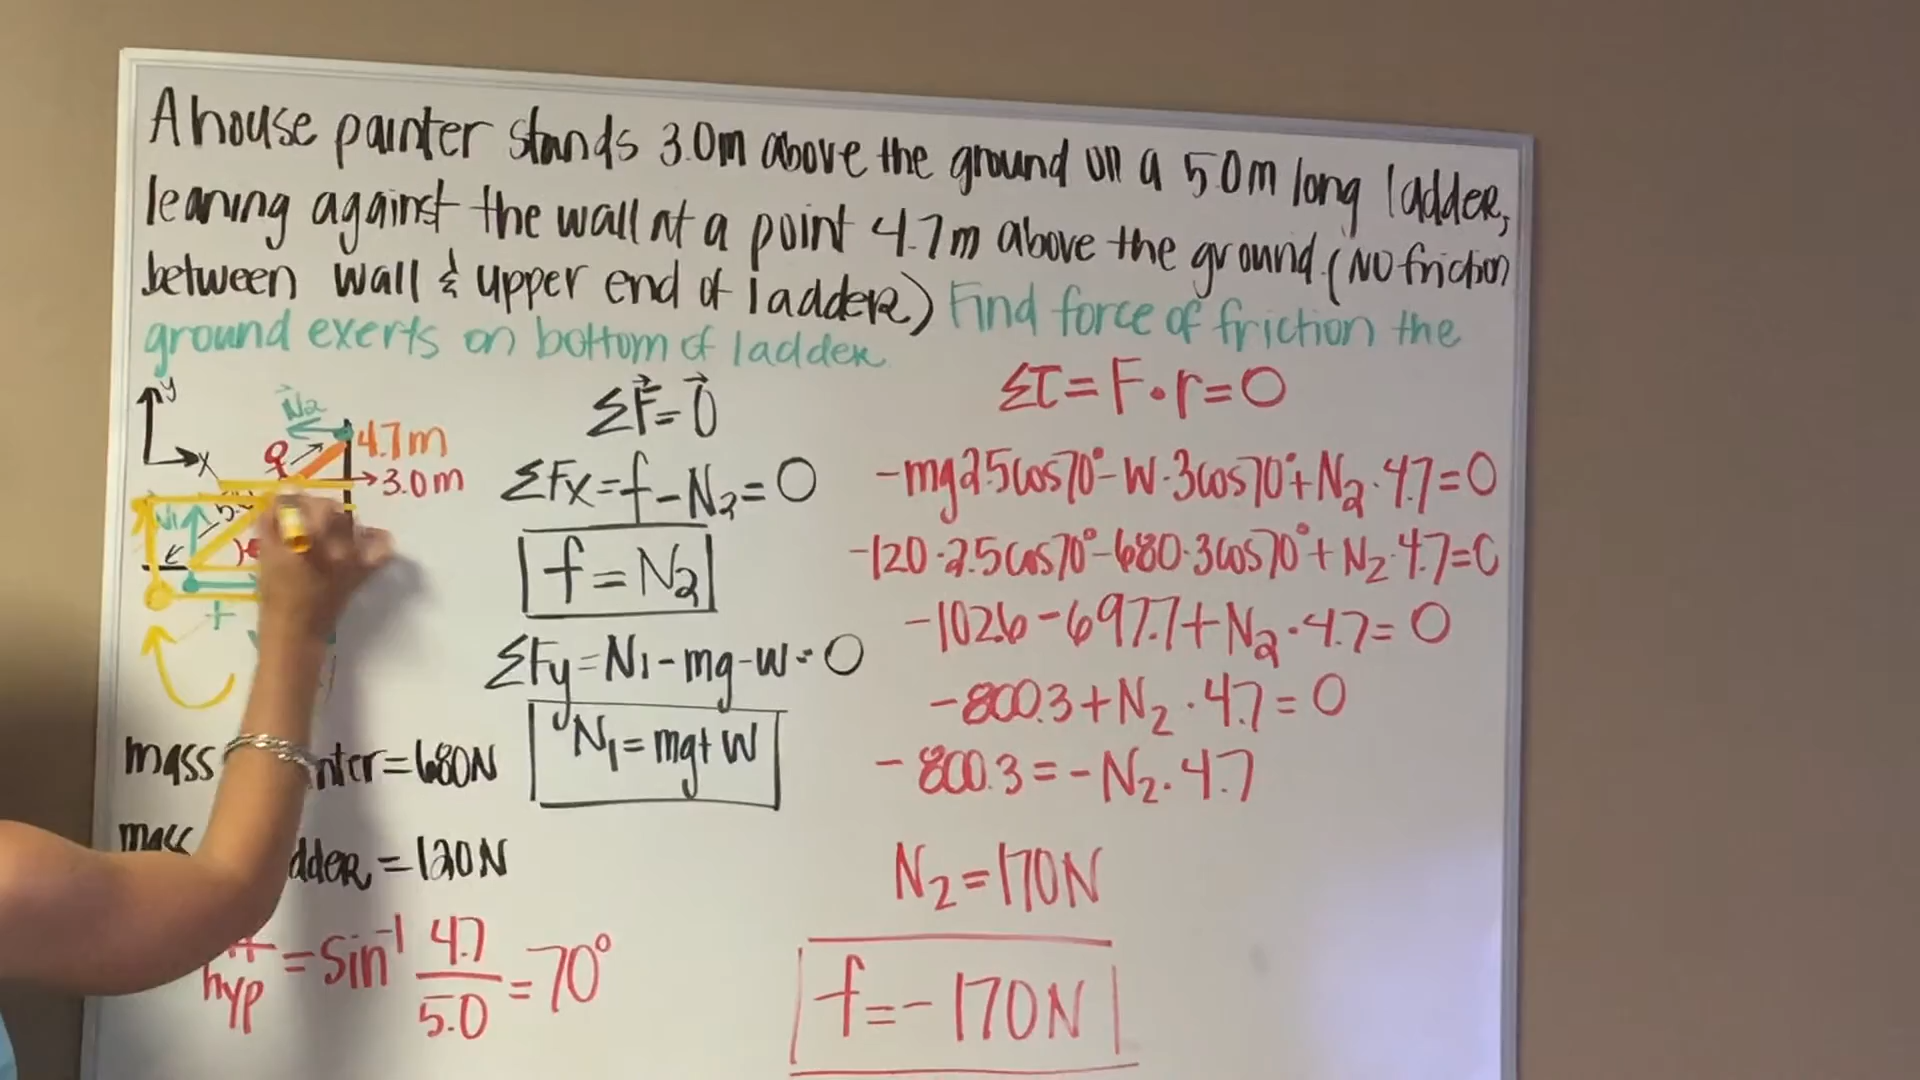 A house painter stands 3.0m above the ground on a 5.0m long ladder,
leaning against the wall at a point 4.7m above the ground. (NO friction
between wall & upper end of ladder) Find force of friction the
ground exerts on bottom of ladder.
y
x
N2
4.7m
3.0m
N1
+
ΣF=0
ΣFx=f-N2=0
f=N2
ΣFy=N1-mg-W=0
N1=mg+W
mass nter=680N
mass dder=120N
hyp =sin-1 4.7/5.0 =70°
Στ=F·r=0
-mg2.5cos70°-W·3cos70°+N2·4.7=0
-120·2.5cos70°-680·3cos70°+N2·4.7=0
-102.6-697.7+N2·4.7=0
-800.3+N2·4.7=0
-800.3=-N2·4.7
N2=170N
f=-170N